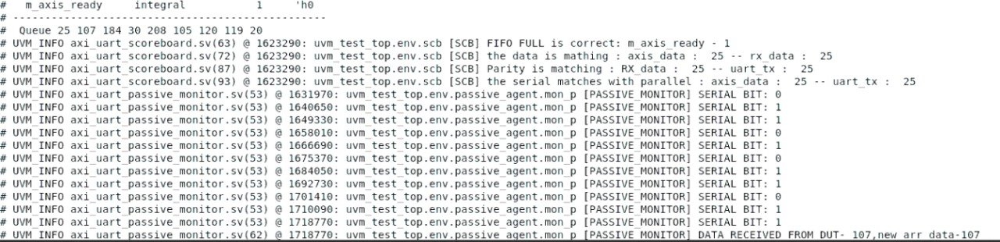 #   m_axis_ready     integral          1     'h0
# -------------------------------------------------
#  Queue 25 107 184 30 208 105 120 119 20
# UVM_INFO axi_uart_scoreboard.sv(63) @ 1623290: uvm_test_top.env.scb [SCB] FIFO FULL is correct: m_axis_ready - 1
# UVM_INFO axi_uart_scoreboard.sv(72) @ 1623290: uvm_test_top.env.scb [SCB] the data is mathing : axis_data :  25 -- rx_data :  25
# UVM_INFO axi_uart_scoreboard.sv(87) @ 1623290: uvm_test_top.env.scb [SCB] Parity is matching : RX_data :  25 -- uart_tx :  25
# UVM_INFO axi_uart_scoreboard.sv(93) @ 1623290: uvm_test_top.env.scb [SCB] the serial matches with parallel : axis_data :  25 -- uart_tx :  25
# UVM_INFO axi_uart_passive_monitor.sv(53) @ 1631970: uvm_test_top.env.passive_agent.mon_p [PASSIVE_MONITOR] SERIAL BIT: 0
# UVM_INFO axi_uart_passive_monitor.sv(53) @ 1640650: uvm_test_top.env.passive_agent.mon_p [PASSIVE_MONITOR] SERIAL BIT: 1
# UVM_INFO axi_uart_passive_monitor.sv(53) @ 1649330: uvm_test_top.env.passive_agent.mon_p [PASSIVE_MONITOR] SERIAL BIT: 1
# UVM_INFO axi_uart_passive_monitor.sv(53) @ 1658010: uvm_test_top.env.passive_agent.mon_p [PASSIVE_MONITOR] SERIAL BIT: 0
# UVM_INFO axi_uart_passive_monitor.sv(53) @ 1666690: uvm_test_top.env.passive_agent.mon_p [PASSIVE_MONITOR] SERIAL BIT: 1
# UVM_INFO axi_uart_passive_monitor.sv(53) @ 1675370: uvm_test_top.env.passive_agent.mon_p [PASSIVE_MONITOR] SERIAL BIT: 0
# UVM_INFO axi_uart_passive_monitor.sv(53) @ 1684050: uvm_test_top.env.passive_agent.mon_p [PASSIVE_MONITOR] SERIAL BIT: 1
# UVM_INFO axi_uart_passive_monitor.sv(53) @ 1692730: uvm_test_top.env.passive_agent.mon_p [PASSIVE_MONITOR] SERIAL BIT: 1
# UVM_INFO axi_uart_passive_monitor.sv(53) @ 1701410: uvm_test_top.env.passive_agent.mon_p [PASSIVE_MONITOR] SERIAL BIT: 0
# UVM_INFO axi_uart_passive_monitor.sv(53) @ 1710090: uvm_test_top.env.passive_agent.mon_p [PASSIVE_MONITOR] SERIAL BIT: 1
# UVM_INFO axi_uart_passive_monitor.sv(53) @ 1718770: uvm_test_top.env.passive_agent.mon_p [PASSIVE_MONITOR] SERIAL BIT: 1
# UVM_INFO axi_uart_passive_monitor.sv(62) @ 1718770: uvm_test_top.env.passive_agent.mon_p [PASSIVE_MONITOR] DATA RECEIVED FROM DUT- 107,new arr data-107